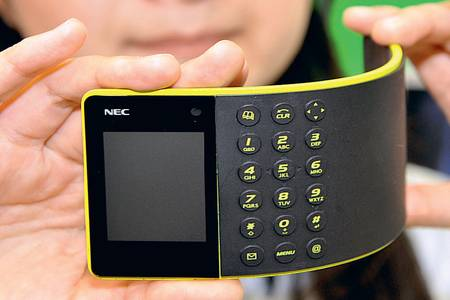 NEC
CLR
1 2 ABC 3 DEF
4 GHI 5 JKL 6 MNO
7 PQRS 8 TUV 9 WXYZ
* 0 #
MENU @